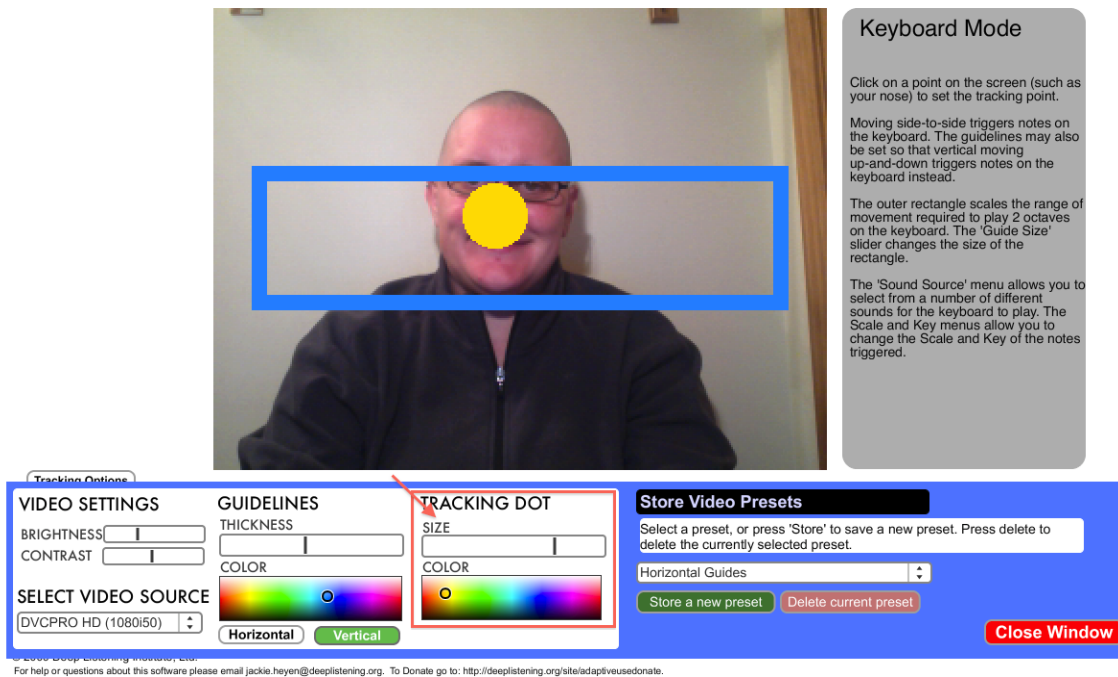 Keyboard Mode
Click on a point on the screen (such as
your nose) to set the tracking point.
Moving side-to-side triggers notes on
the keyboard. The guidelines may also
be set so that vertical moving
up-and-down triggers notes on the
keyboard instead.
The outer rectangle scales the range of
movement required to play 2 octaves
on the keyboard. The 'Guide Size'
slider changes the size of the
rectangle.
The 'Sound Source' menu allows you to
select from a number of different
sounds for the keyboard to play. The
Scale and Key menus allow you to
change the Scale and Key of the notes
triggered.
Tracking Options
VIDEO SETTINGS
BRIGHTNESS
CONTRAST
SELECT VIDEO SOURCE
DVCPRO HD (1080i50)
GUIDELINES
THICKNESS
COLOR
Horizontal
Vertical
TRACKING DOT
SIZE
COLOR
Store Video Presets
Select a preset, or press 'Store' to save a new preset. Press delete to
delete the currently selected preset.
Horizontal Guides
Store a new preset
Delete current preset
Close Window
Deep Listening Institute, Ltd.
For help or questions about this software please email jackie.heyen@deeplistening.org. To Donate go to: http://deeplistening.org/site/adaptiveusedonate.